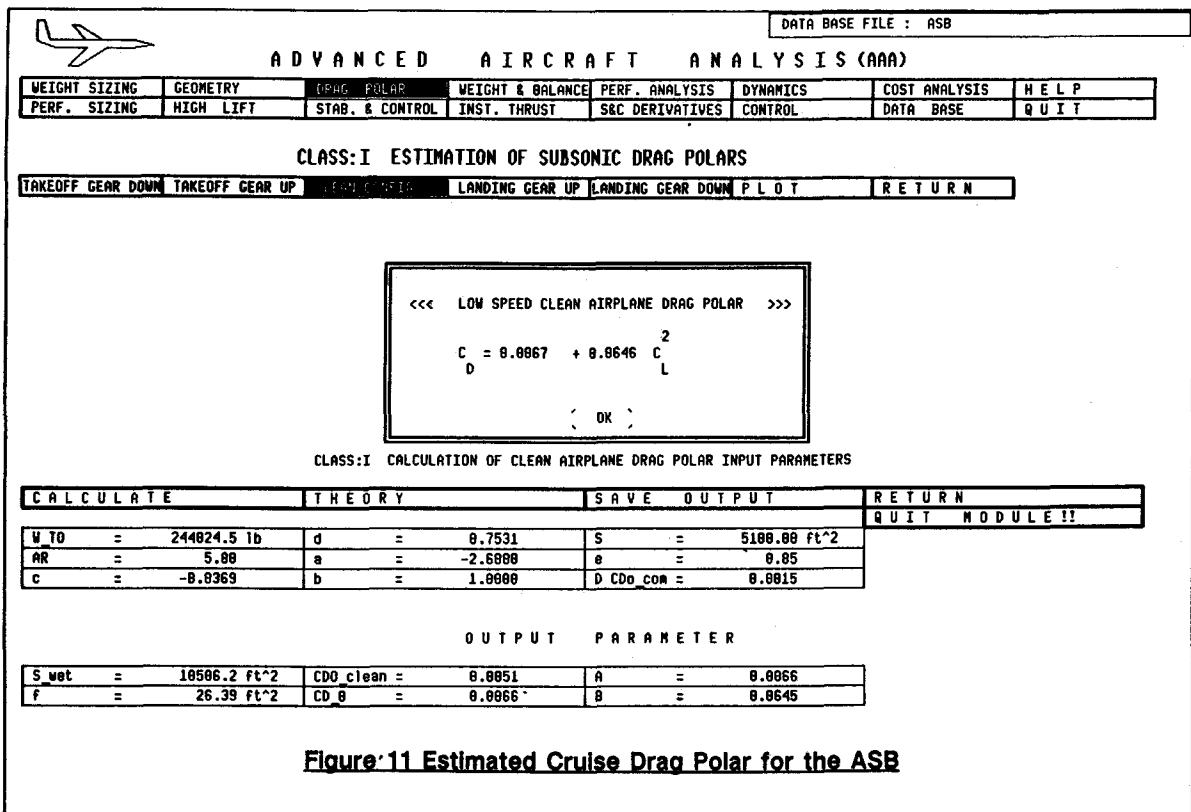 DATA BASE FILE : ASB
ADVANCED AIRCRAFT ANALYSIS (AAA)
WEIGHT SIZING GEOMETRY DRAG POLAR WEIGHT & BALANCE PERF. ANALYSIS DYNAMICS COST ANALYSIS HELP
PERF. SIZING HIGH LIFT STAB. & CONTROL INST. THRUST S&C DERIVATIVES CONTROL DATA BASE QUIT
CLASS:I ESTIMATION OF SUBSONIC DRAG POLARS
TAKEOFF GEAR DOWN TAKEOFF GEAR UP CLEAN CONFIG. LANDING GEAR UP LANDING GEAR DOWN PLOT RETURN
<<< LOW SPEED CLEAN AIRPLANE DRAG POLAR >>>
2
C = 0.0067 + 0.0646 C
D L
OK
CLASS:I CALCULATION OF CLEAN AIRPLANE DRAG POLAR INPUT PARAMETERS
CALCULATE THEORY SAVE OUTPUT RETURN
QUIT MODULE!!
W_TO = 244024.5 lb d = 0.7531 S = 5100.00 ft^2
AR = 5.00 a = -2.6000 e = 0.85
c = -0.0369 b = 1.0000 D CDo_com = 0.0015
OUTPUT PARAMETER
S_wet = 10506.2 ft^2 CDO_clean = 0.0051 A = 0.0066
f = 26.39 ft^2 CD_0 = 0.0066 B = 0.0645
Figure 11 Estimated Cruise Drag Polar for the ASB